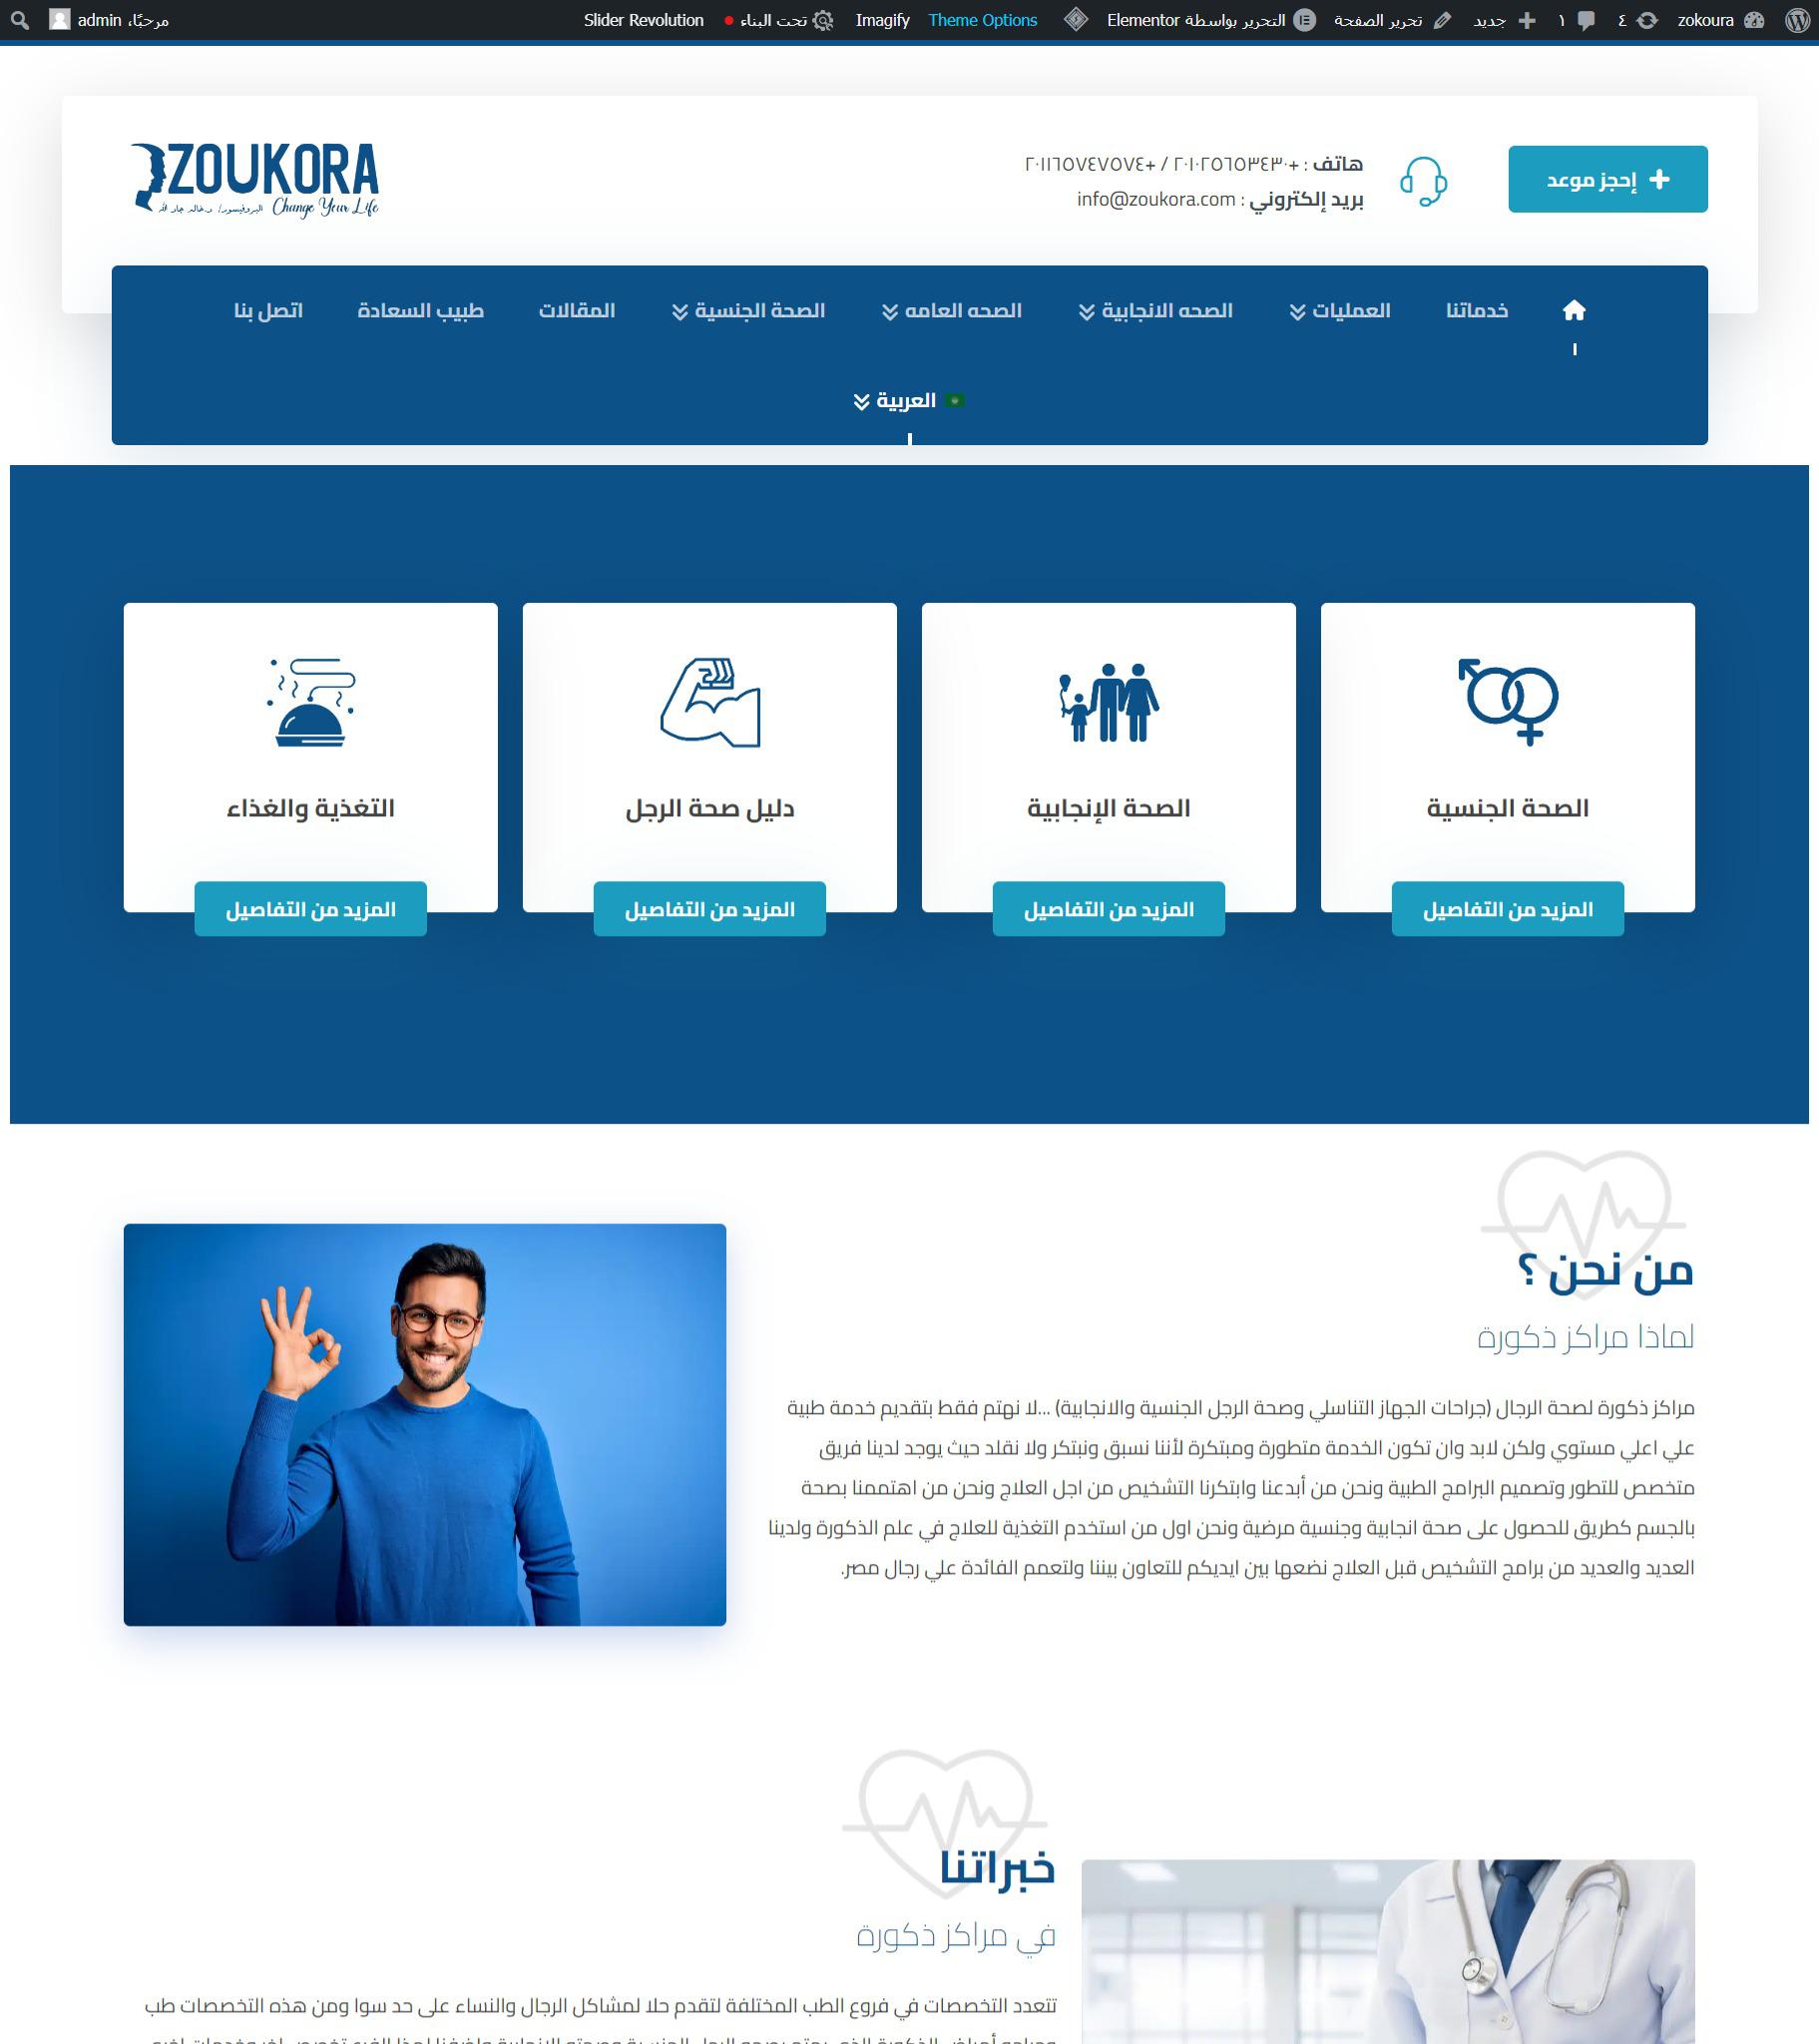 zokoura ٤ ١ جديد تحرير الصفحة التحرير بواسطة Elementor Theme Options Imagify تحت البناء Slider Revolution مرحبًا، admin
إحجز موعد
هاتف : +٢٠١٠٢٥٦٥٣٤٣٠ / +٢٠١١٦٥٧٤٧٥٧٤
بريد إلكتروني : info@zoukora.com
ZOUKORA
Change Your Life البروفيسور/ د.خالد جاد الله
خدماتنا العمليات الصحه الانجابية الصحه العامه الصحة الجنسية المقالات طبيب السعادة اتصل بنا
العربية
الصحة الجنسية
المزيد من التفاصيل
الصحة الإنجابية
المزيد من التفاصيل
دليل صحة الرجل
المزيد من التفاصيل
التغذية والغذاء
المزيد من التفاصيل
من نحن ؟
لماذا مراكز ذكورة
مراكز ذكورة لصحة الرجال (جراحات الجهاز التناسلي وصحة الرجل الجنسية والانجابية) ...لا نهتم فقط بتقديم خدمة طبية
علي اعلي مستوي ولكن لابد وان تكون الخدمة متطورة ومبتكرة لأننا نسبق ونبتكر ولا نقلد حيث يوجد لدينا فريق
متخصص للتطور وتصميم البرامج الطبية ونحن من أبدعنا وابتكرنا التشخيص من اجل العلاج ونحن من اهتممنا بصحة
بالجسم كطريق للحصول على صحة انجابية وجنسية مرضية ونحن اول من استخدم التغذية للعلاج في علم الذكورة ولدينا
العديد والعديد من برامج التشخيص قبل العلاج نضعها بين ايديكم للتعاون بيننا ولتعمم الفائدة علي رجال مصر.
خبراتنا
في مراكز ذكورة
تتعدد التخصصات في فروع الطب المختلفة لتقدم حلا لمشاكل الرجال والنساء على حد سوا ومن هذه التخصصات طب